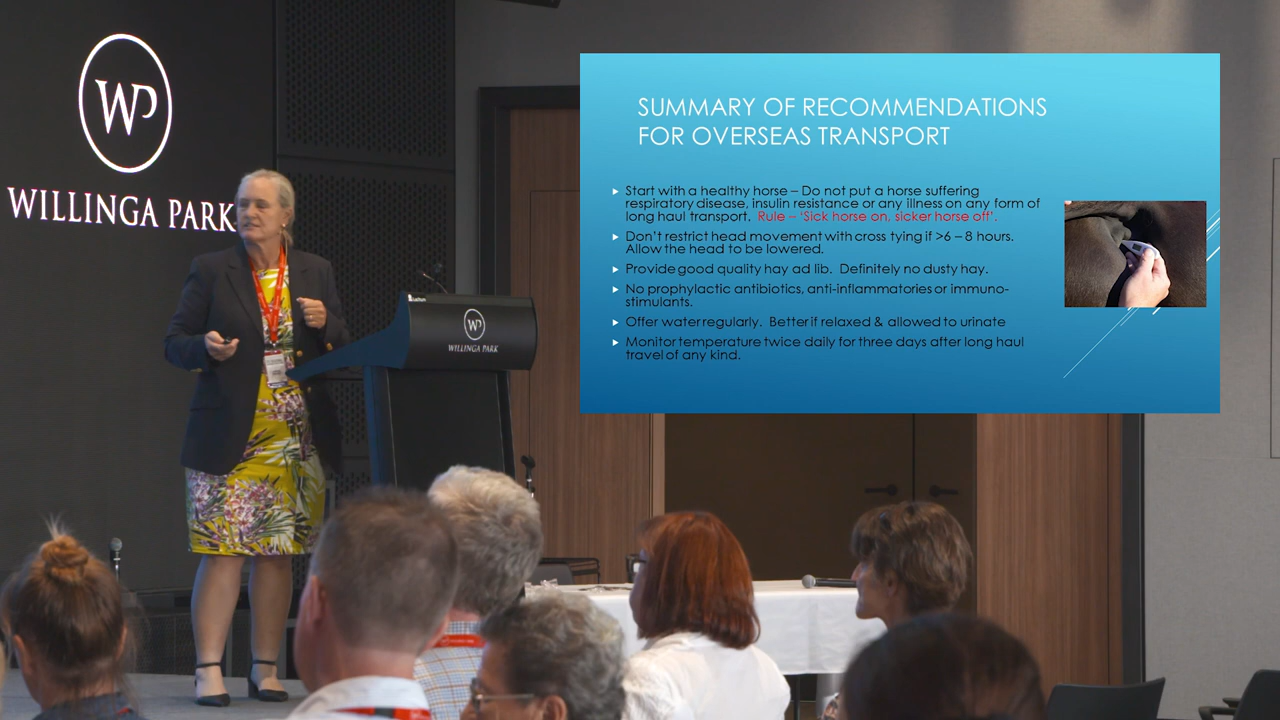 WP
WILLINGA PARK
WP
WILLINGA PARK
SUMMARY OF RECOMMENDATIONS
FOR OVERSEAS TRANSPORT
Start with a healthy horse – Do not put a horse suffering
respiratory disease, insulin resistance or any illness on any form of
long haul transport. Rule – ‘Sick horse on, sicker horse off’.
Don’t restrict head movement with cross tying if >6 – 8 hours.
Allow the head to be lowered.
Provide good quality hay ad lib. Definitely no dusty hay.
No prophylactic antibiotics, anti-inflammatories or immuno-
stimulants.
Offer water regularly. Better if relaxed & allowed to urinate
Monitor temperature twice daily for three days after long haul
travel of any kind.